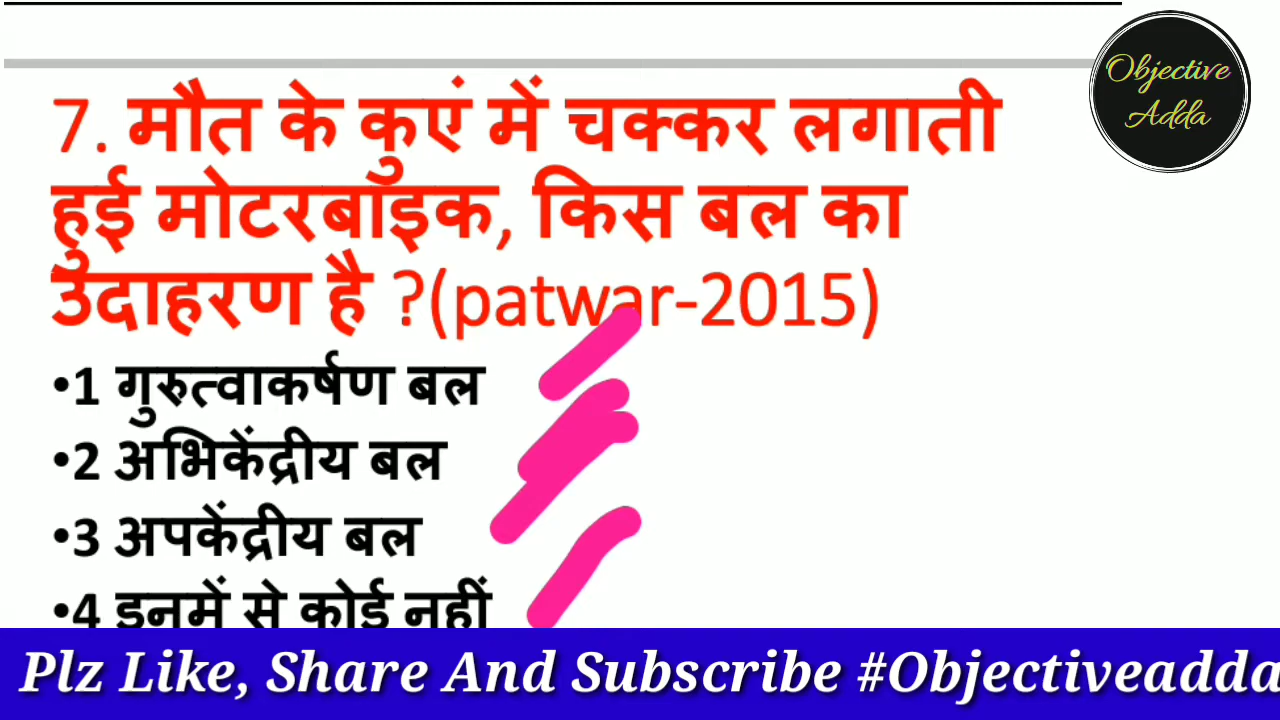 Objective
Adda
7. मौत के कुएं में चक्कर लगाती
हुई मोटरबाइक, किस बल का
उदाहरण है ?(patwar-2015)
•1 गुरुत्वाकर्षण बल
•2 अभिकेंद्रीय बल
•3 अपकेंद्रीय बल
•4 इनमें से कोई नहीं
Plz Like, Share And Subscribe #Objectiveadda